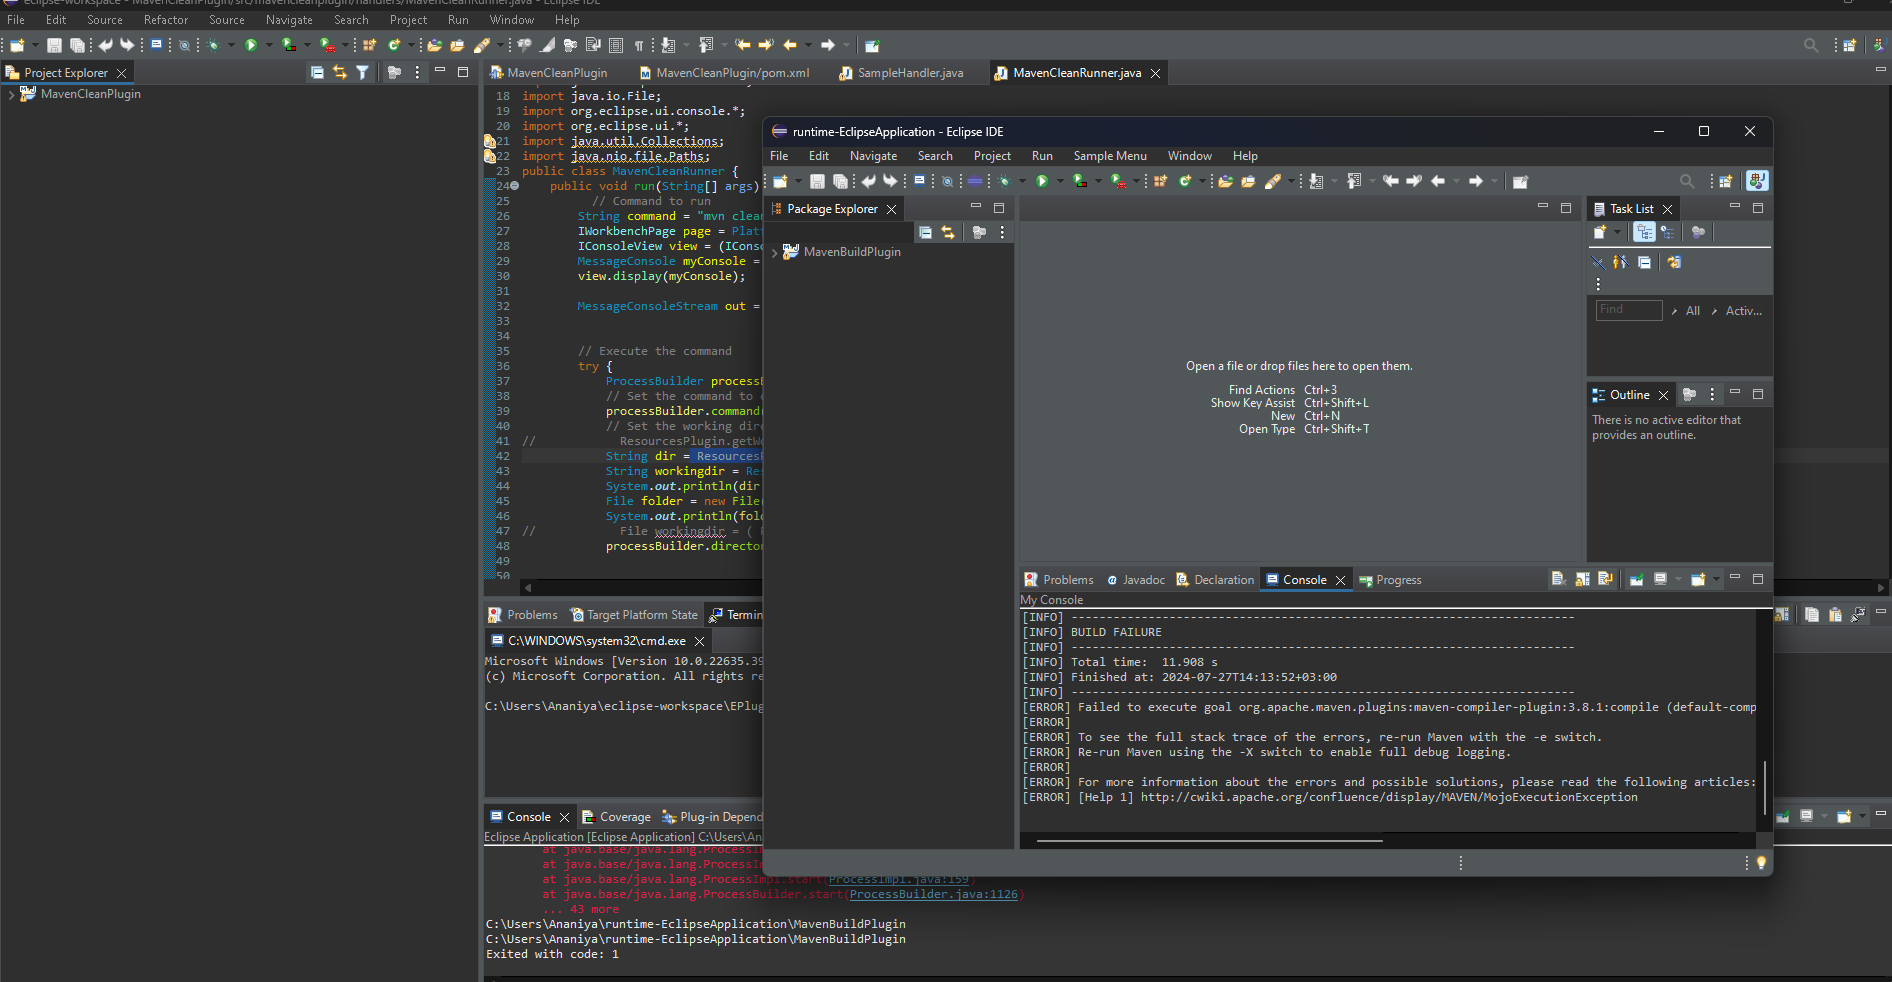 eclipse-workspace - MavenCleanPlugin/src/mavencleanplugin/handlers/MavenCleanRunner.java - Eclipse IDE
File Edit Source Refactor Source Navigate Search Project Run Window Help
Project Explorer
MavenCleanPlugin
MavenCleanPlugin MavenCleanPlugin/pom.xml SampleHandler.java MavenCleanRunner.java
18 import java.io.File;
19 import org.eclipse.ui.console.*;
20 import org.eclipse.ui.*;
21 import java.util.Collections;
22 import java.nio.file.Paths;
23 public class MavenCleanRunner {
24 public void run(String[] args)
25 // Command to run
26 String command = "mvn clea
27 IWorkbenchPage page = Plat
28 IConsoleView view = (ICons
29 MessageConsole myConsole =
30 view.display(myConsole);
31
32 MessageConsoleStream out =
33
34
35 // Execute the command
36 try {
37 ProcessBuilder process
38 // Set the command to
39 processBuilder.command
40 // Set the working dire
41 // ResourcesPlugin.getWo
42 String dir = Resources
43 String workingdir = Res
44 System.out.println(dir
45 File folder = new File
46 System.out.println(fol
47 // File workingdir = (
48 processBuilder.directo
49
50
Problems Target Platform State Termin
C:\WINDOWS\system32\cmd.exe
Microsoft Windows [Version 10.0.22635.39
(c) Microsoft Corporation. All rights re
C:\Users\Ananiya\eclipse-workspace\EPlug
Console Coverage Plug-in Depend
Eclipse Application [Eclipse Application] C:\Users\An
at java.base/java.lang.ProcessIm
at java.base/java.lang.ProcessIm
at java.base/java.lang.ProcessImpl.start(ProcessImpl.java:159)
at java.base/java.lang.ProcessBuilder.start(ProcessBuilder.java:1126)
... 43 more
C:\Users\Ananiya\runtime-EclipseApplication\MavenBuildPlugin
C:\Users\Ananiya\runtime-EclipseApplication\MavenBuildPlugin
Exited with code: 1
runtime-EclipseApplication - Eclipse IDE
File Edit Navigate Search Project Run Sample Menu Window Help
Package Explorer
MavenBuildPlugin
Open a file or drop files here to open them.
Find Actions Ctrl+3
Show Key Assist Ctrl+Shift+L
New Ctrl+N
Open Type Ctrl+Shift+T
Task List
Find All Activ...
Outline
There is no active editor that
provides an outline.
Problems Javadoc Declaration Console Progress
My Console
[INFO] ------------------------------------------------------------------------
[INFO] BUILD FAILURE
[INFO] ------------------------------------------------------------------------
[INFO] Total time:  11.908 s
[INFO] Finished at: 2024-07-27T14:13:52+03:00
[INFO] ------------------------------------------------------------------------
[ERROR] Failed to execute goal org.apache.maven.plugins:maven-compiler-plugin:3.8.1:compile (default-comp
[ERROR]
[ERROR] To see the full stack trace of the errors, re-run Maven with the -e switch.
[ERROR] Re-run Maven using the -X switch to enable full debug logging.
[ERROR]
[ERROR] For more information about the errors and possible solutions, please read the following articles:
[ERROR] [Help 1] http://cwiki.apache.org/confluence/display/MAVEN/MojoExecutionException